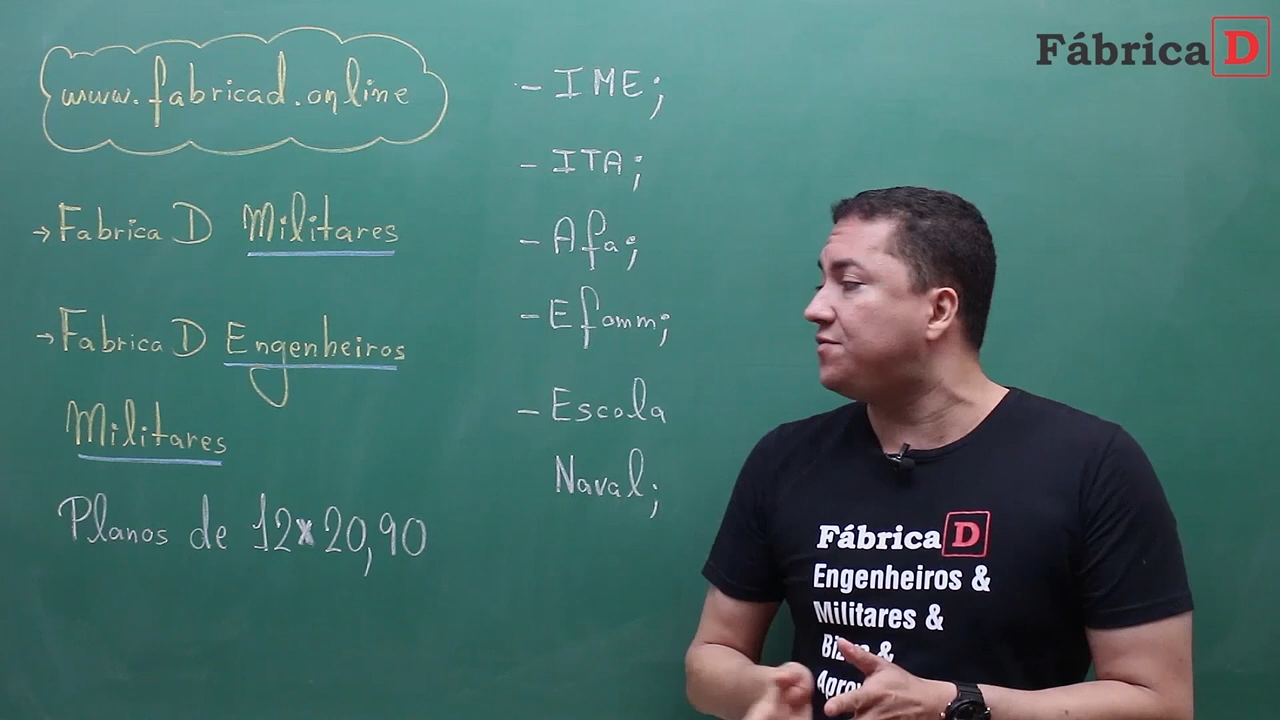 www.fabricad.online
→ Fabrica D Militares
→ Fabrica D Engenheiros
Militares
Planos de 12x20,90
- IME;
- ITA;
- Afa;
- Efomm;
- Escola
Naval;
Fábrica D
Fábrica D
Engenheiros &
Militares &
&